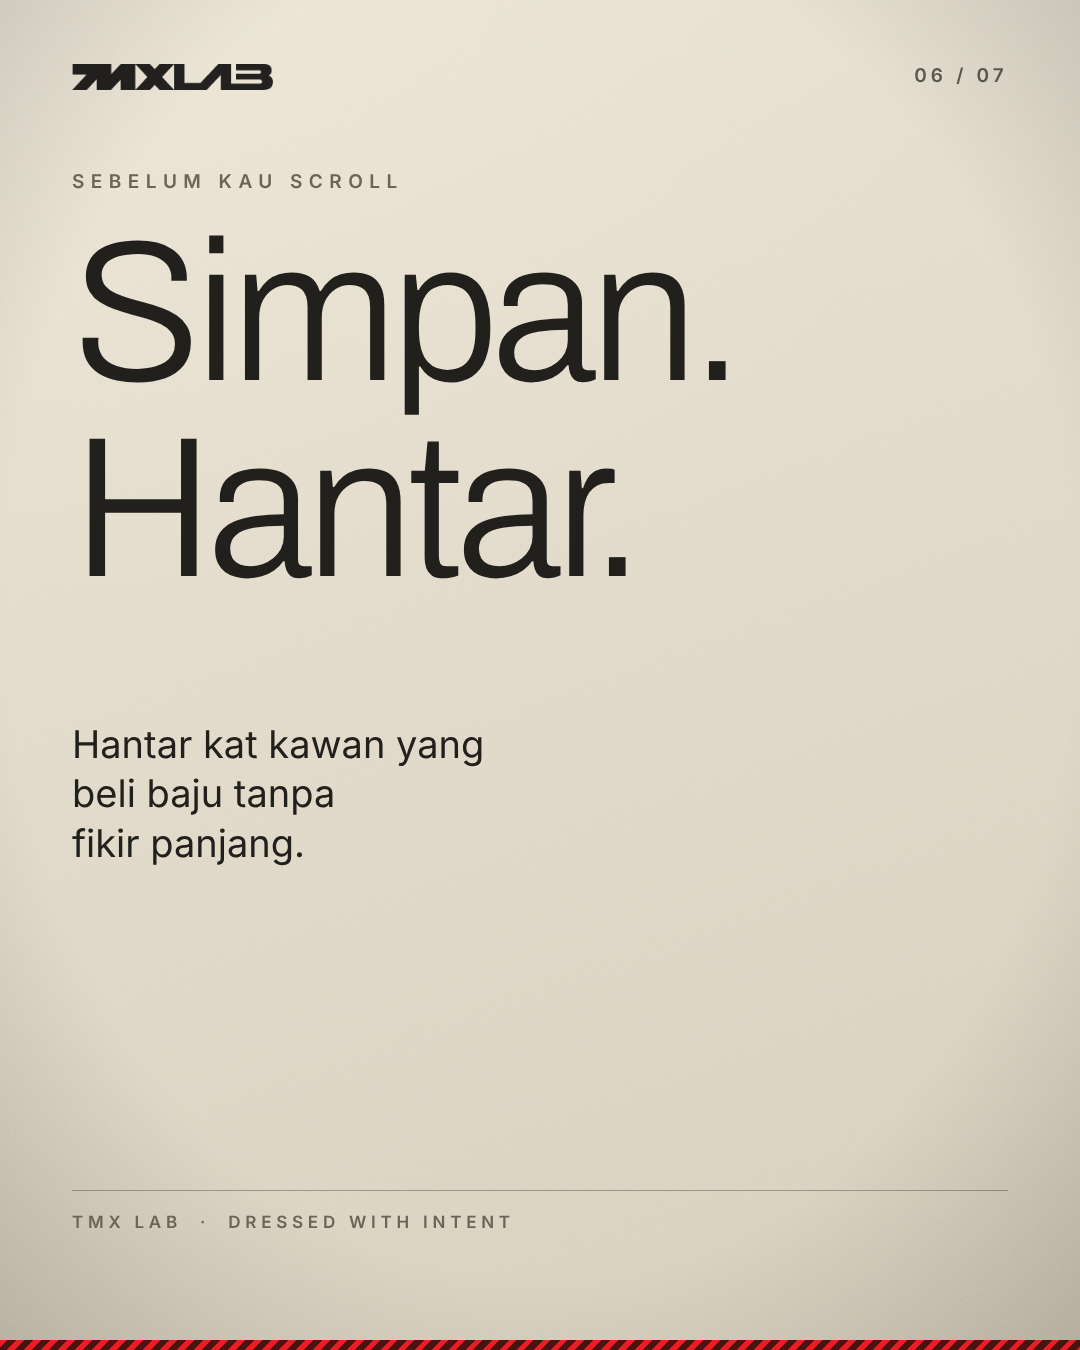 TMXLAB
06 / 07
SEBELUM KAU SCROLL
Simpan.
Hantar.
Hantar kat kawan yang
beli baju tanpa
fikir panjang.
TMX LAB · DRESSED WITH INTENT